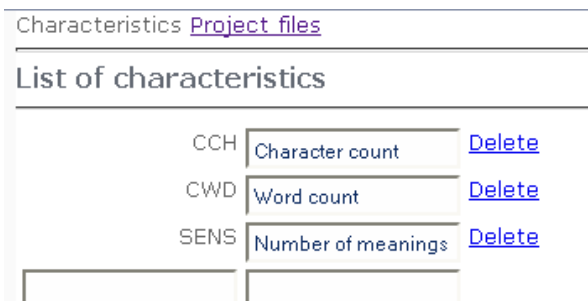 Characteristics Project files
List of characteristics
CCH Character count Delete
CWD Word count Delete
SENS Number of meanings Delete